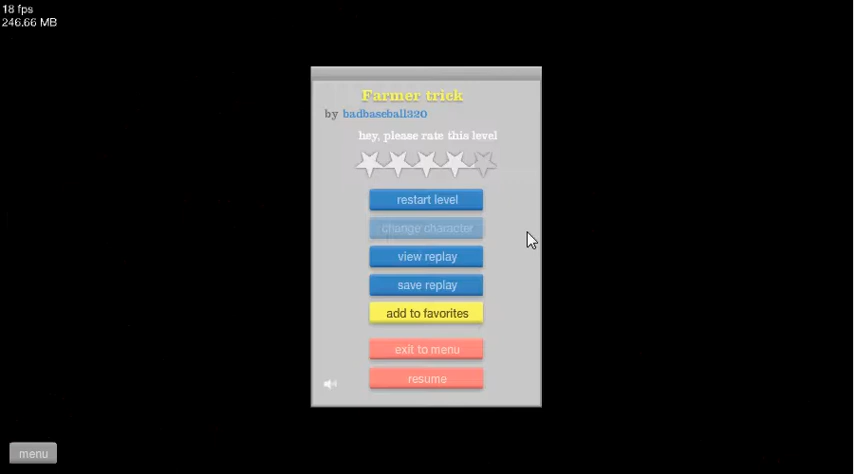 18 fps
246.66 MB
Farmer trick
by badbaseball320
hey, please rate this level
restart level
change character
view replay
save replay
add to favorites
exit to menu
resume
menu